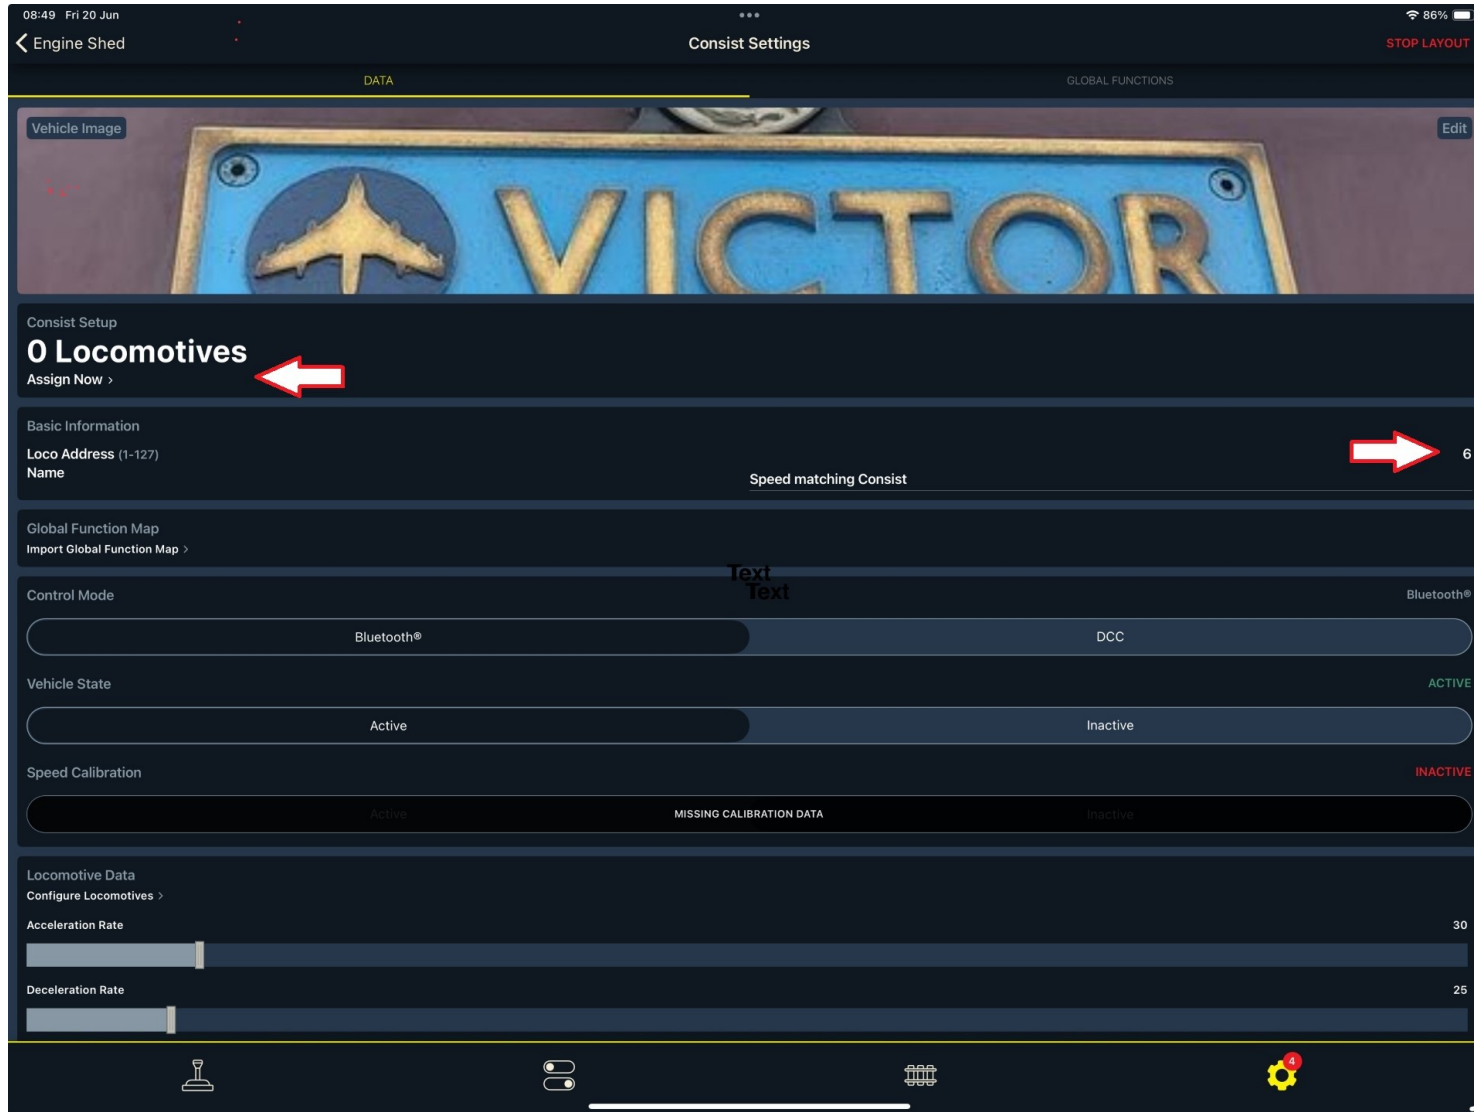 08:49 Fri 20 Jun
86%
Engine Shed
Consist Settings
STOP LAYOUT
DATA
GLOBAL FUNCTIONS
Vehicle Image
Edit
VICTOR
Consist Setup
0 Locomotives
Assign Now >
Basic Information
Loco Address (1-127)
6
Name
Speed matching Consist
Global Function Map
Import Global Function Map >
Text
Text
Control Mode
Bluetooth®
Bluetooth®
DCC
Vehicle State
ACTIVE
Active
Inactive
Speed Calibration
INACTIVE
Active
MISSING CALIBRATION DATA
Inactive
Locomotive Data
Configure Locomotives >
Acceleration Rate
30
Deceleration Rate
25
4